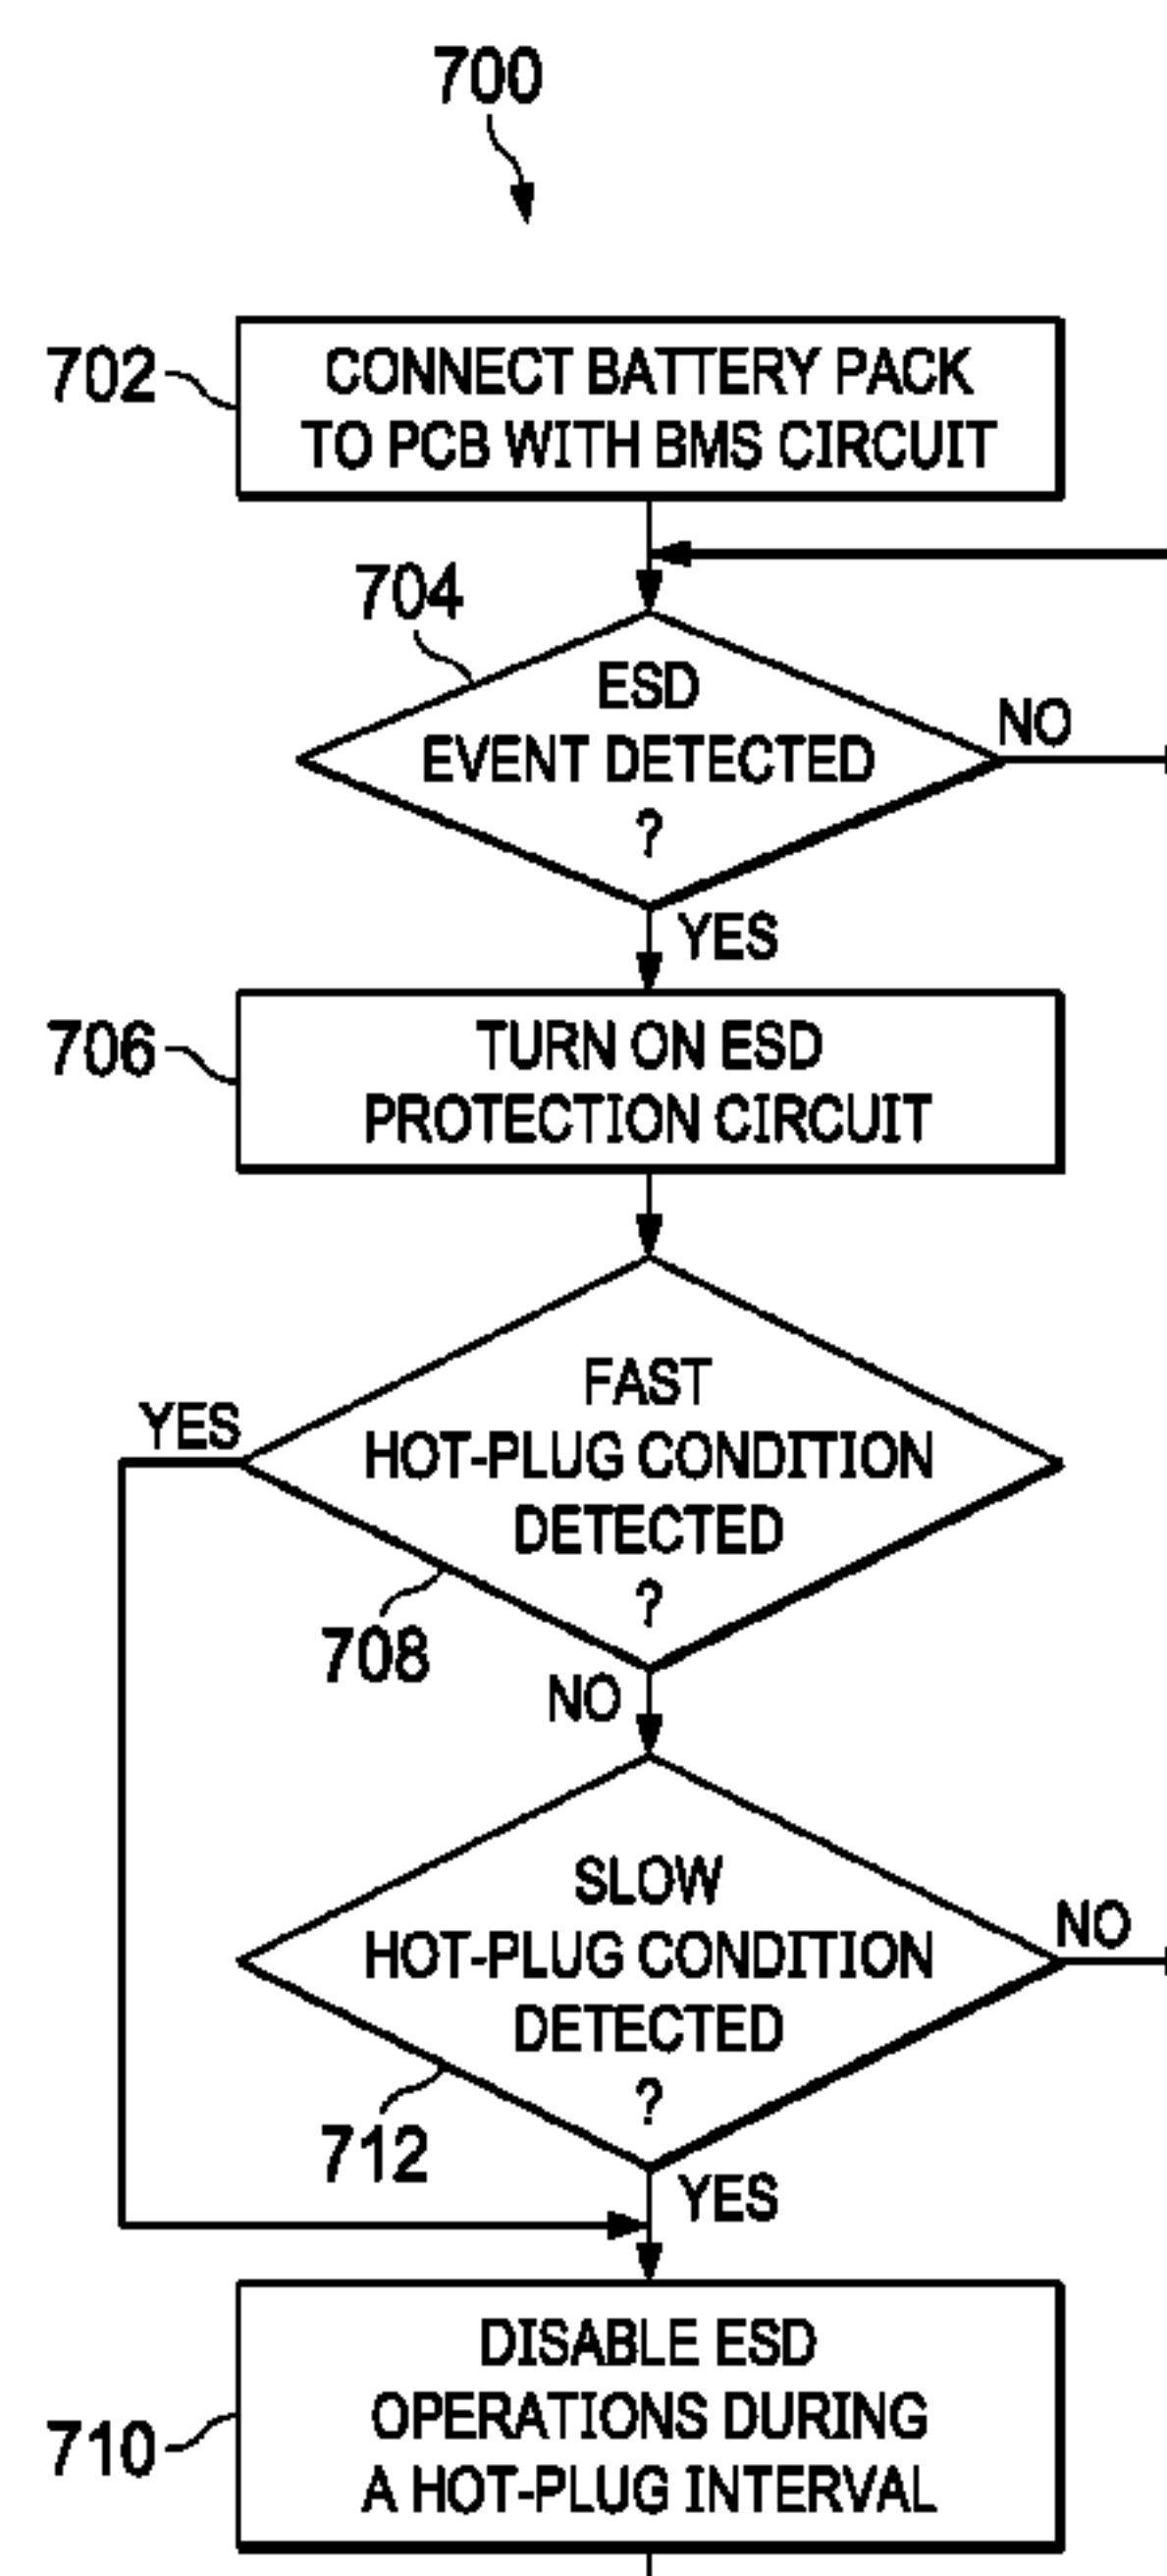 700
702
CONNECT BATTERY PACK
TO PCB WITH BMS CIRCUIT
704
ESD
EVENT DETECTED
?
NO
YES
706
TURN ON ESD
PROTECTION CIRCUIT
FAST
HOT-PLUG CONDITION
DETECTED
?
YES
708
NO
SLOW
HOT-PLUG CONDITION
DETECTED
?
NO
712
YES
710
DISABLE ESD
OPERATIONS DURING
A HOT-PLUG INTERVAL